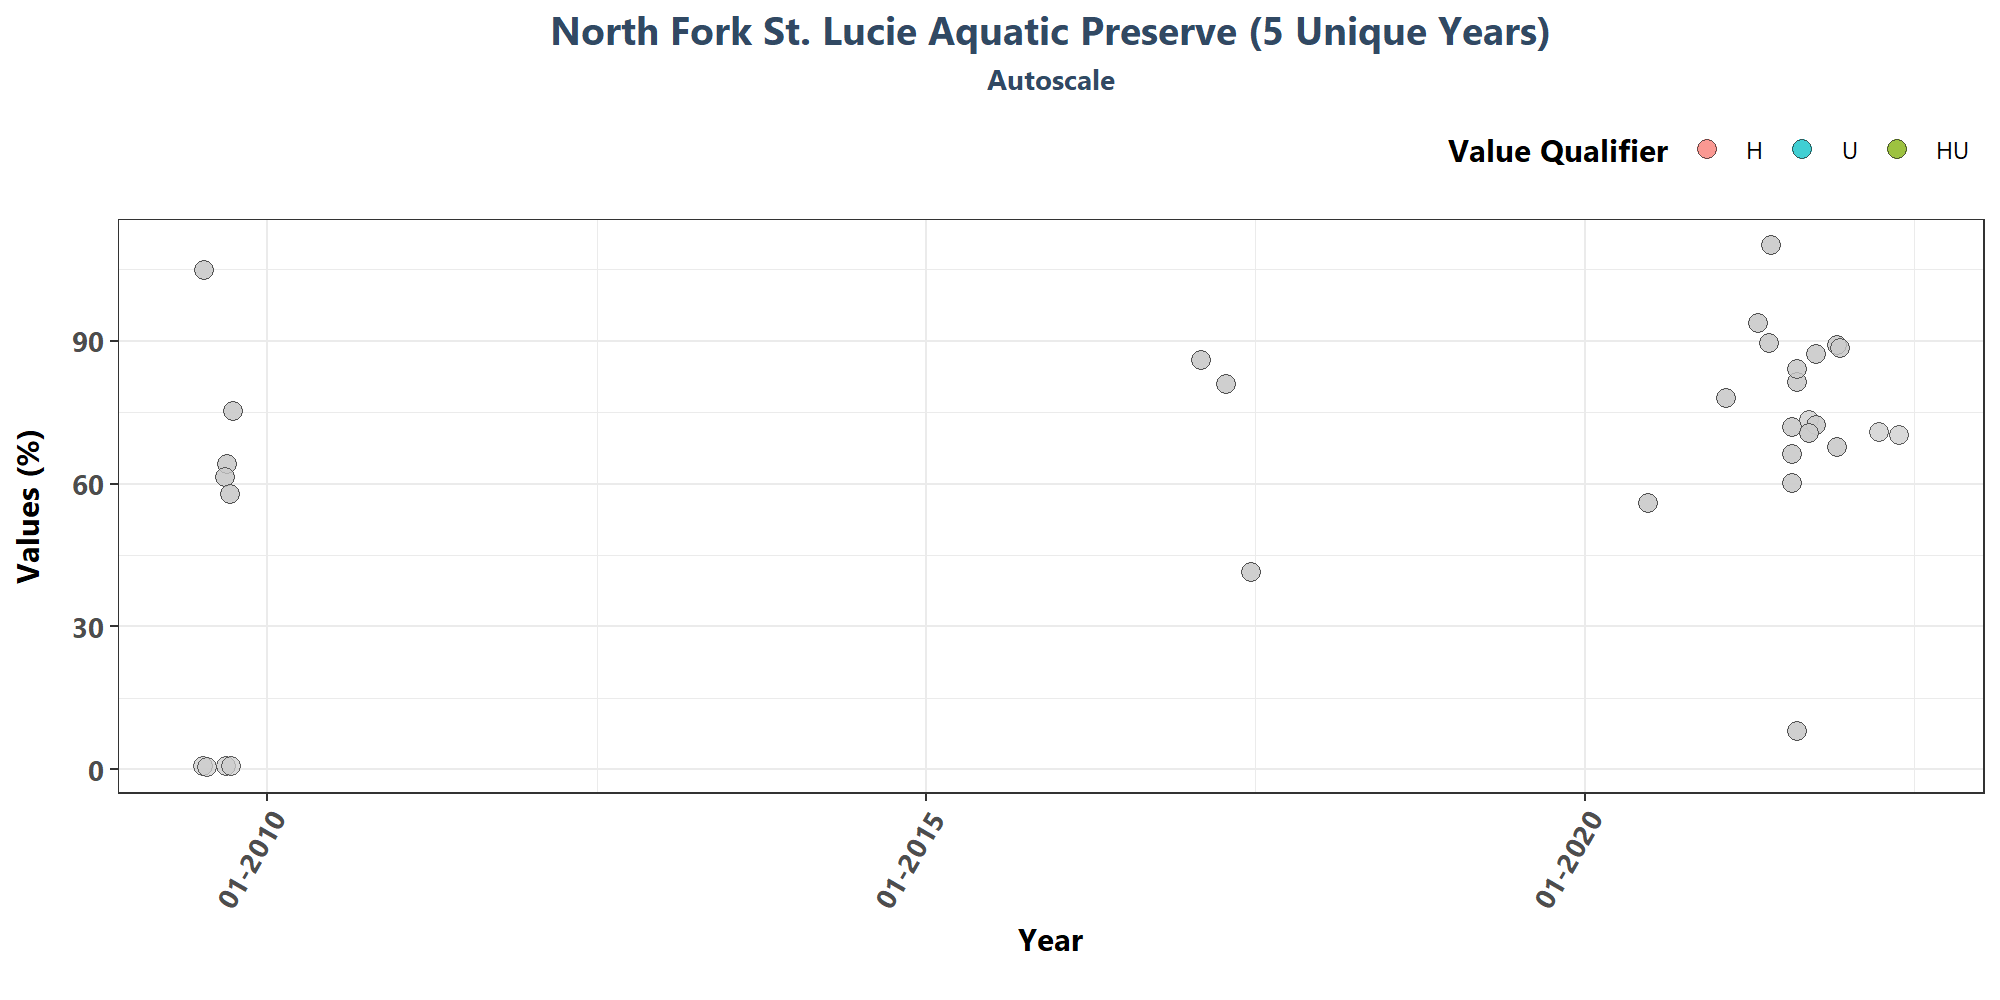 North Fork St. Lucie Aquatic Preserve (5 Unique Years)
Autoscale
Value Qualifier H U HU
Values (%)
90
60
30
0
01-2010 01-2015 01-2020
Year